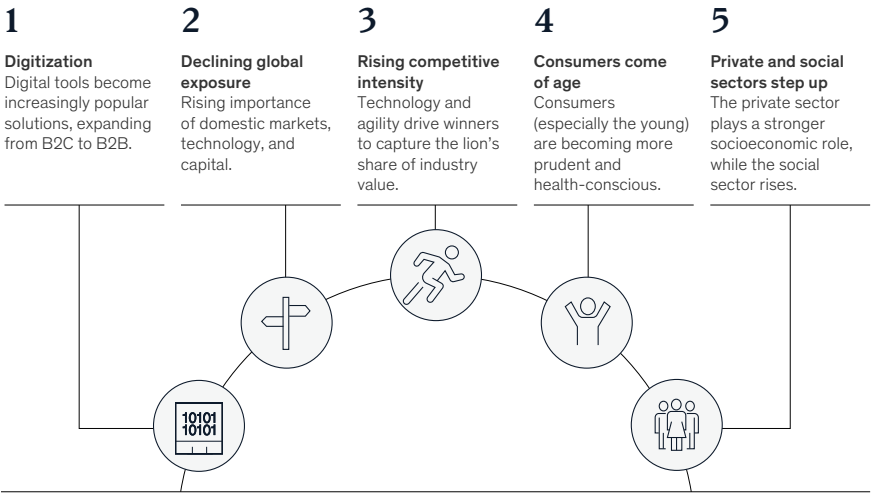 1
Digitization
Digital tools become
increasingly popular
solutions, expanding
from B2C to B2B.
2
Declining global
exposure
Rising importance
of domestic markets,
technology, and
capital.
3
Rising competitive
intensity
Technology and
agility drive winners
to capture the lion’s
share of industry
value.
4
Consumers come
of age
Consumers
(especially the young)
are becoming more
prudent and
health-conscious.
5
Private and social
sectors step up
The private sector
plays a stronger
socioeconomic role,
while the social
sector rises.
10101
10101